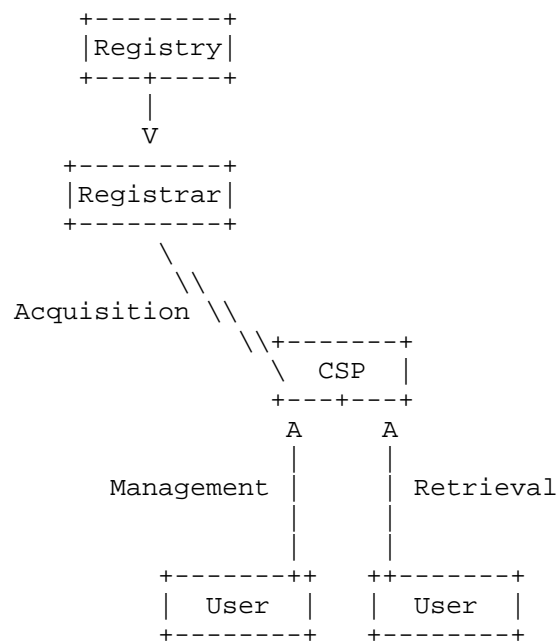 Registry
V
Registrar
Acquisition
CSP
A A
Management Retrieval
User User